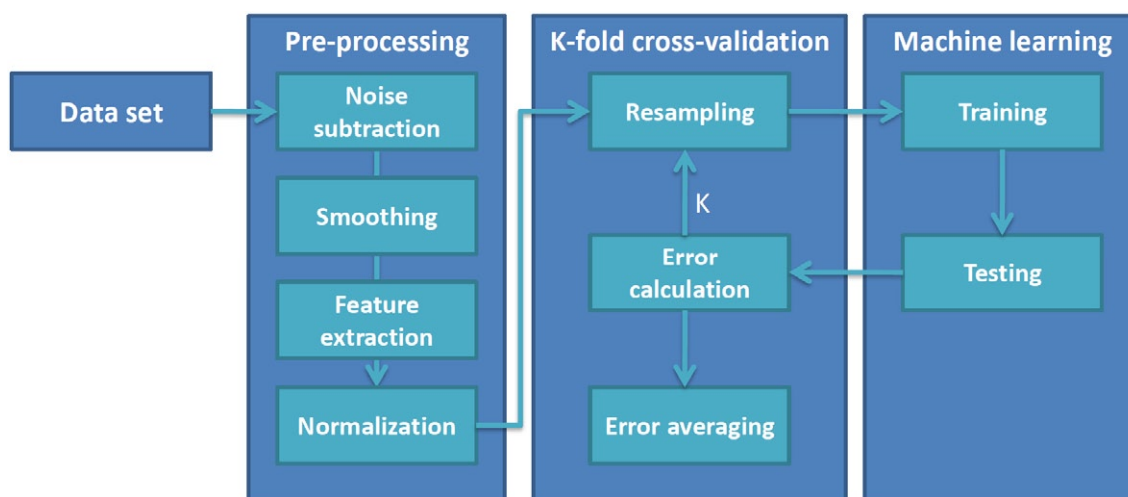 Data set
Pre-processing
Noise
subtraction
Smoothing
Feature
extraction
Normalization
K-fold cross-validation
Resampling
K
Error
calculation
Error averaging
Machine learning
Training
Testing